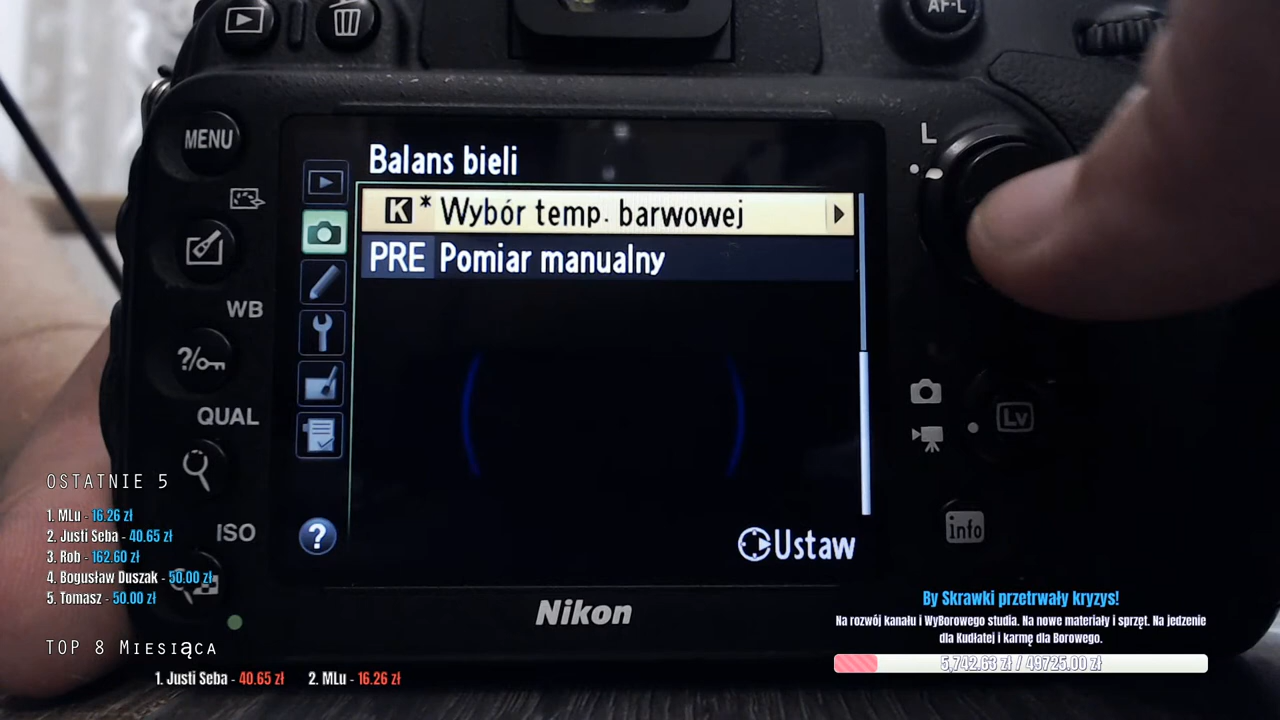 AF-L
MENU
L
Balans bieli
K * Wybór temp. barwowej
PRE Pomiar manualny
WB
?
QUAL
Lv
OSTATNIE 5
1. MLu - 16.26 zł
2. Justi Seba - 40.65 zł
3. Rob - 162.60 zł
4. Bogusław Duszak - 50.00 zł
5. Tomasz - 50.00 zł
ISO
?
Ustaw
info
Nikon
By Skrawki przetrwały kryzys!
Na rozwój kanału i WyBorowego studia. Na nowe materiały i sprzęt. Na jedzenie
dla Kudłatej i karmę dla Borowego.
5,742.63 zł / 49725.00 zł
TOP 8 Miesiąca
1. Justi Seba - 40.65 zł 2. MLu - 16.26 zł